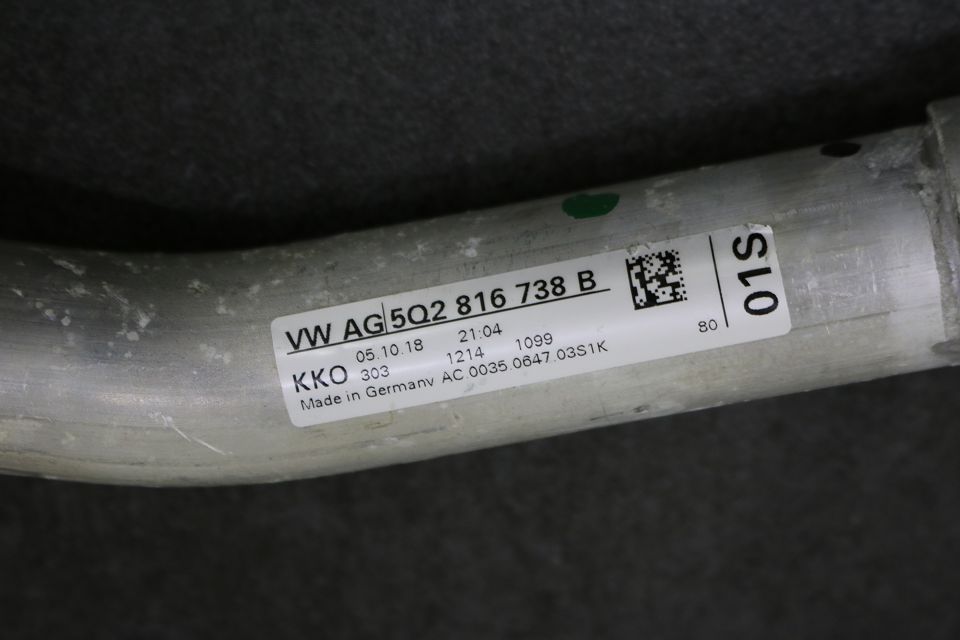 VW AG 5Q2 816 738 B
05.10.18 21:04
KKO 303 1214 1099
Made in Germany AC 0035.0647.03S1K
80
01S